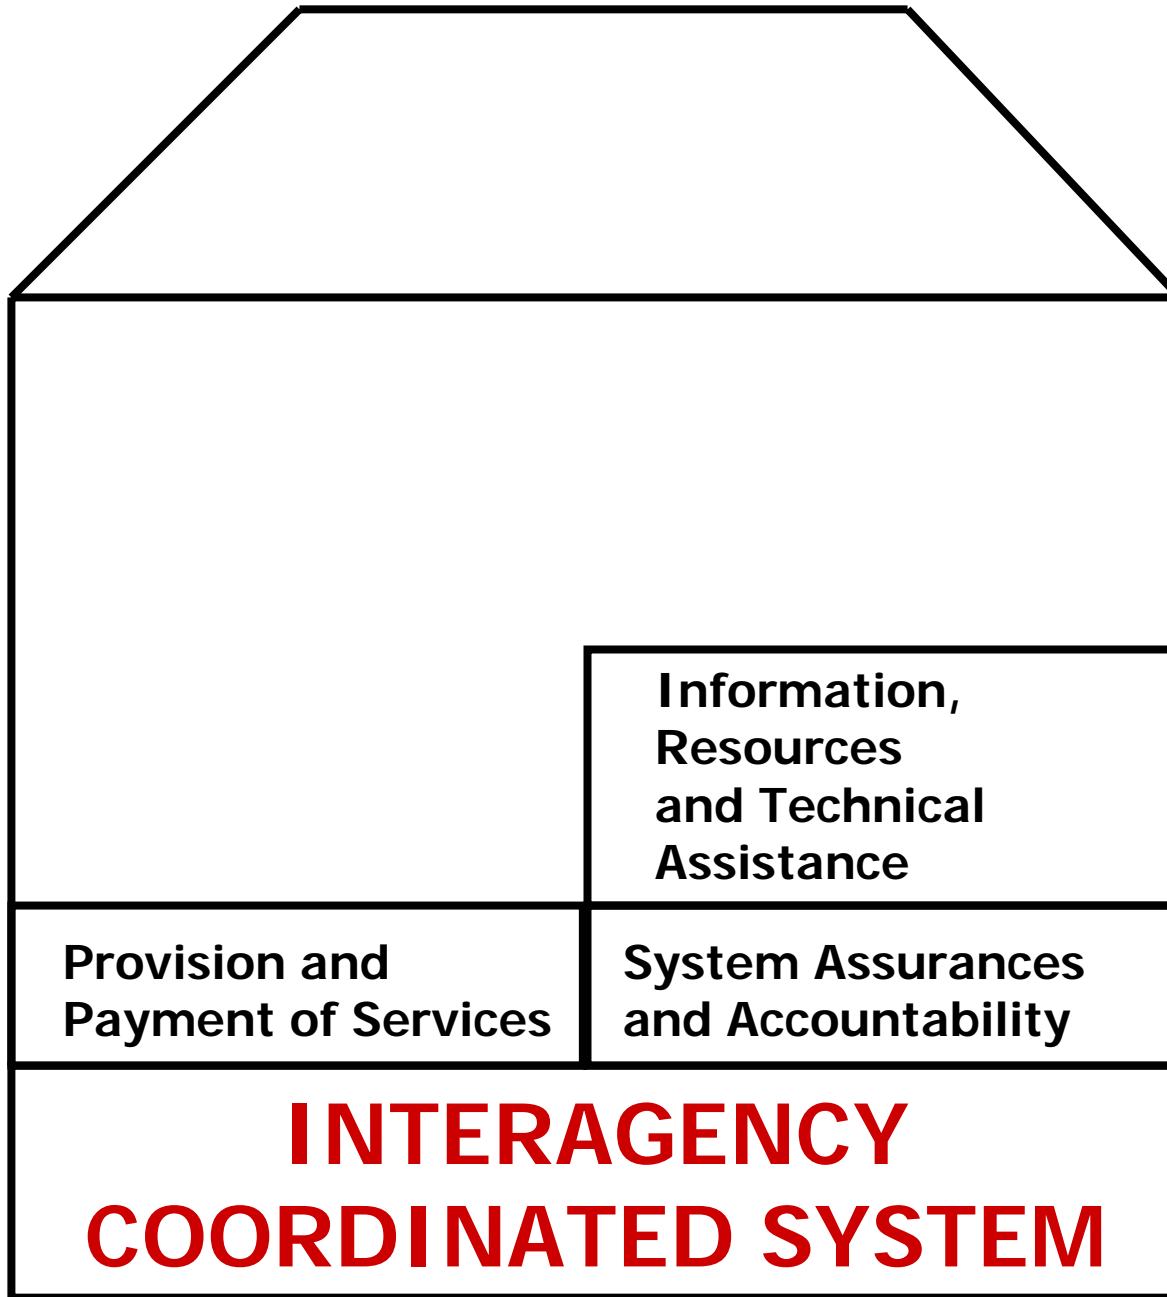 Information,
Resources
and Technical
Assistance
Provision and
Payment of Services
System Assurances
and Accountability
INTERAGENCY
COORDINATED SYSTEM